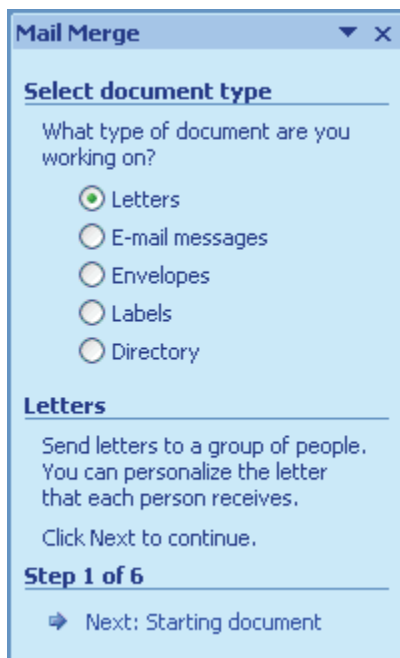 Mail Merge
Select document type
What type of document are you
working on?
Letters
E-mail messages
Envelopes
Labels
Directory
Letters
Send letters to a group of people.
You can personalize the letter
that each person receives.
Click Next to continue.
Step 1 of 6
Next: Starting document